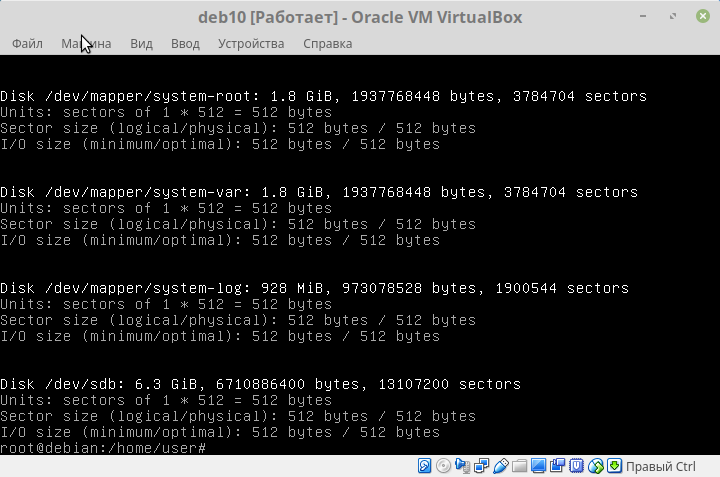 deb10 [Работает] - Oracle VM VirtualBox
Файл Машина Вид Ввод Устройства Справка
Disk /dev/mapper/system-root: 1.8 GiB, 1937768448 bytes, 3784704 sectors
Units: sectors of 1 * 512 = 512 bytes
Sector size (logical/physical): 512 bytes / 512 bytes
I/O size (minimum/optimal): 512 bytes / 512 bytes
Disk /dev/mapper/system-var: 1.8 GiB, 1937768448 bytes, 3784704 sectors
Units: sectors of 1 * 512 = 512 bytes
Sector size (logical/physical): 512 bytes / 512 bytes
I/O size (minimum/optimal): 512 bytes / 512 bytes
Disk /dev/mapper/system-log: 928 MiB, 973078528 bytes, 1900544 sectors
Units: sectors of 1 * 512 = 512 bytes
Sector size (logical/physical): 512 bytes / 512 bytes
I/O size (minimum/optimal): 512 bytes / 512 bytes
Disk /dev/sdb: 6.3 GiB, 6710886400 bytes, 13107200 sectors
Units: sectors of 1 * 512 = 512 bytes
Sector size (logical/physical): 512 bytes / 512 bytes
I/O size (minimum/optimal): 512 bytes / 512 bytes
root@debian:/home/user#
Правый Ctrl